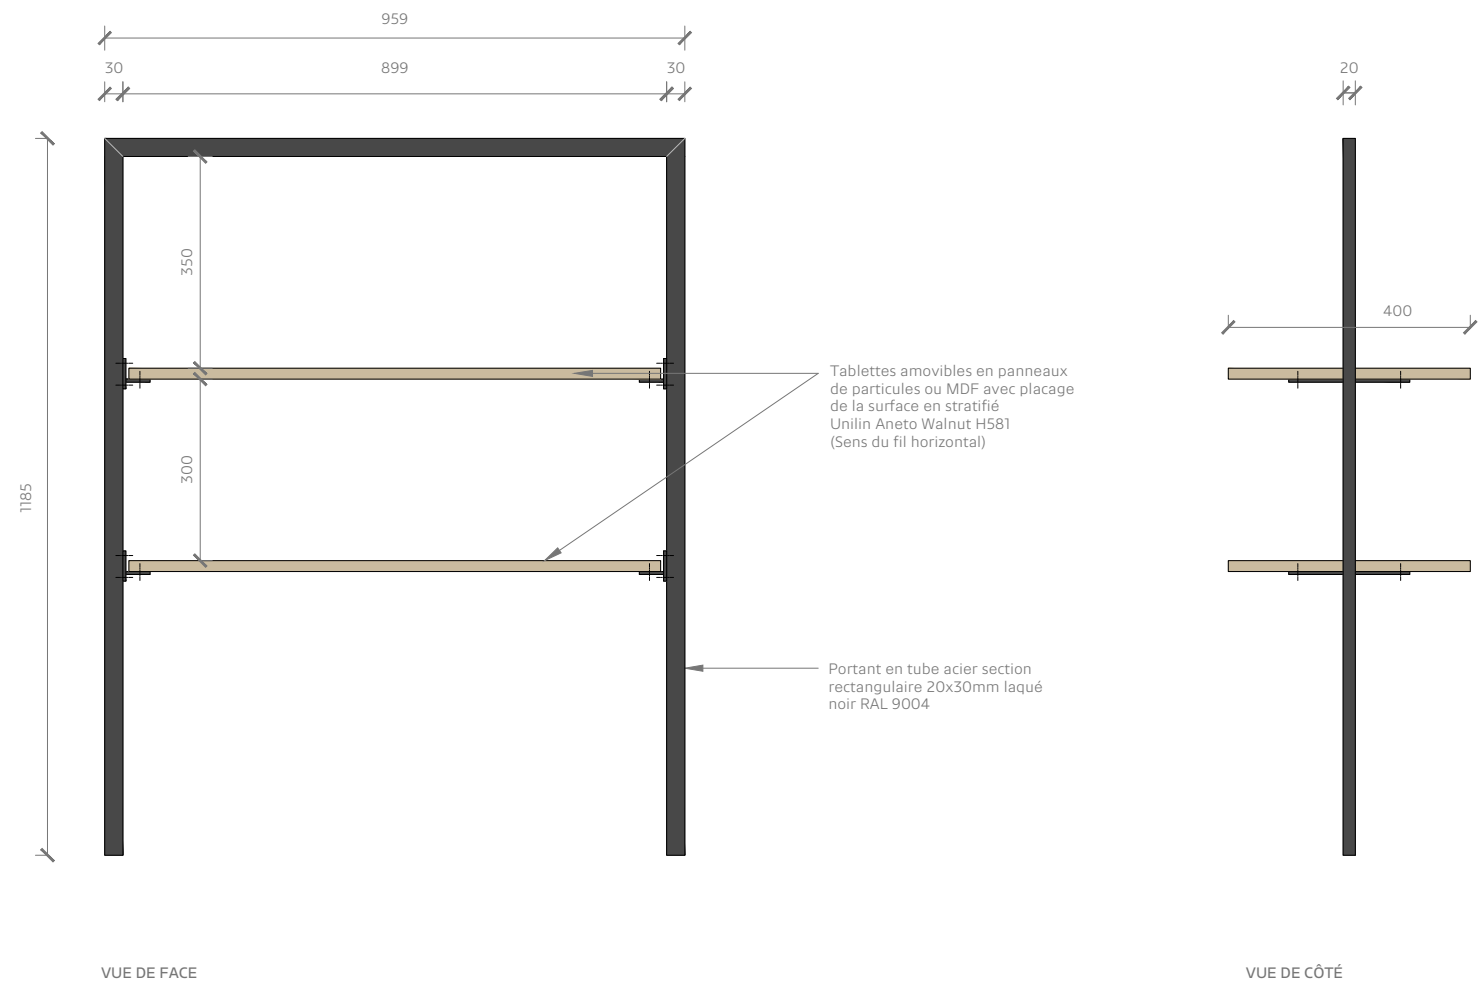 959
30
899
30
20
350
400
300
1185
Tablettes amovibles en panneaux
de particules ou MDF avec placage
de la surface en stratifié
Unilin Aneto Walnut H581
(Sens du fil horizontal)
Portant en tube acier section
rectangulaire 20x30mm laqué
noir RAL 9004
VUE DE FACE
VUE DE CÔTÉ